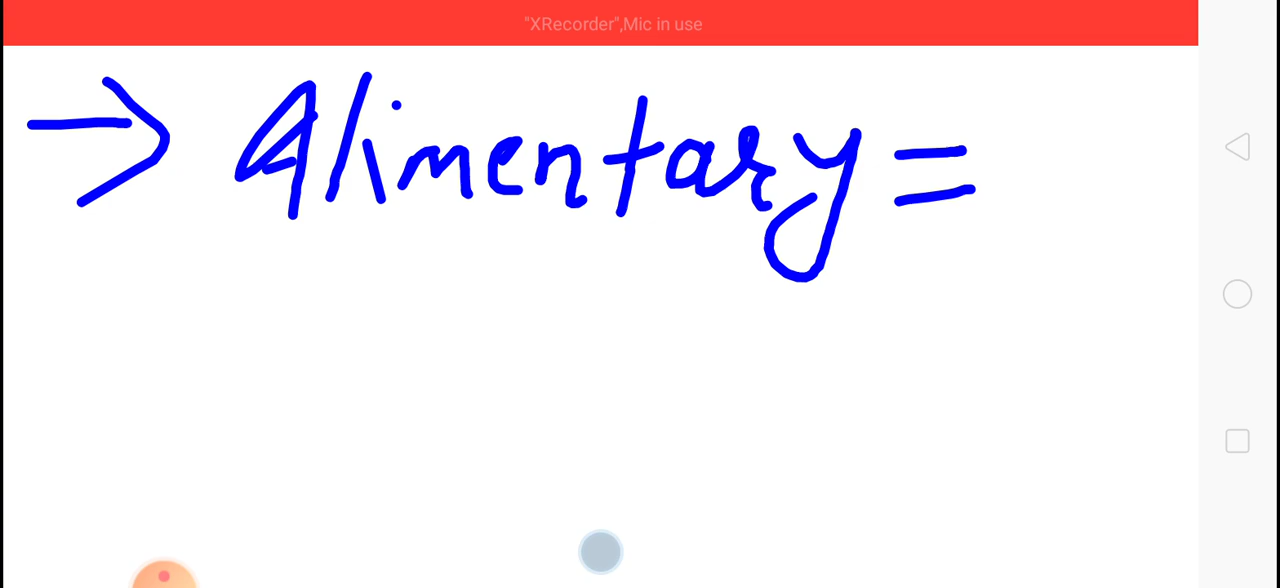 "XRecorder",Mic in use
→ Alimentary =